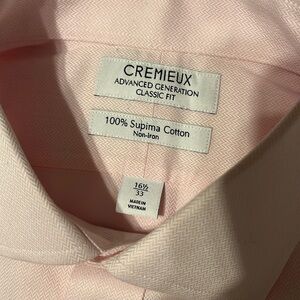 CREMIEUX
ADVANCED GENERATION
CLASSIC FIT
100% Supima Cotton
Non-Iron
16½
33
MADE IN
VIETNAM